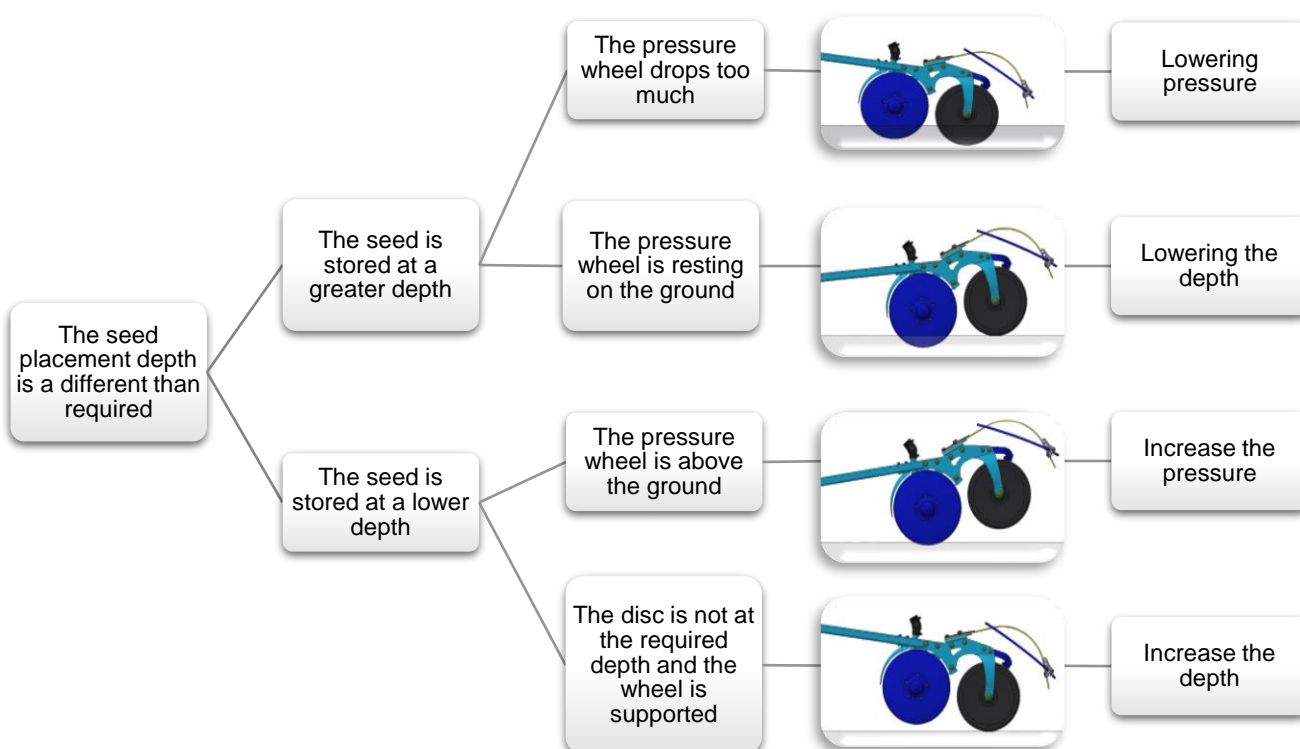 The pressure
wheel drops too
much
Lowering
pressure
The seed is
stored at a
greater depth
The pressure
wheel is resting
on the ground
Lowering the
depth
The seed
placement depth
is a different than
required
The seed is
stored at a lower
depth
The pressure
wheel is above
the ground
Increase the
pressure
The disc is not at
the required
depth and the
wheel is
supported
Increase the
depth